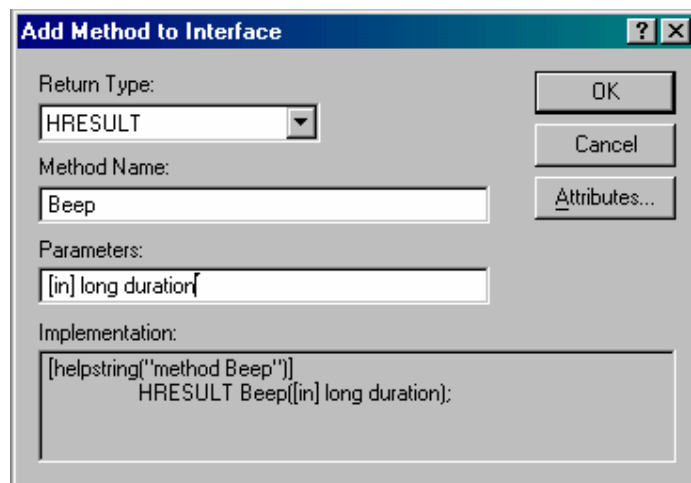 Add Method to Interface
Return Type:
HRESULT
OK
Cancel
Attributes...
Method Name:
Beep
Parameters:
[in] long duration
Implementation:
[helpstring("method Beep")]
HRESULT Beep([in] long duration);